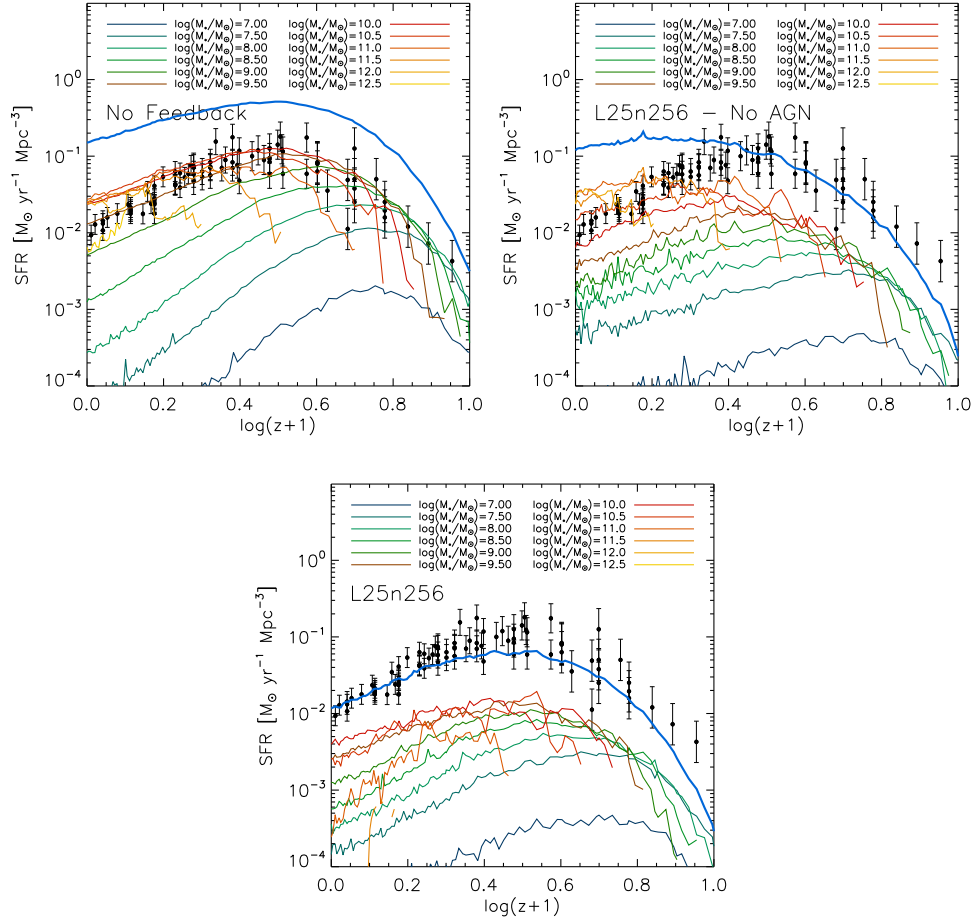 log(M⋆/M⊙)=7.00 log(M⋆/M⊙)=10.0
log(M⋆/M⊙)=7.50 log(M⋆/M⊙)=10.5
log(M⋆/M⊙)=8.00 log(M⋆/M⊙)=11.0
log(M⋆/M⊙)=8.50 log(M⋆/M⊙)=11.5
log(M⋆/M⊙)=9.00 log(M⋆/M⊙)=12.0
log(M⋆/M⊙)=9.50 log(M⋆/M⊙)=12.5
No Feedback
SFR [M⊙ yr⁻¹ Mpc⁻³]
10⁰
10⁻¹
10⁻²
10⁻³
10⁻⁴
0.0 0.2 0.4 0.6 0.8 1.0
log(z+1)
log(M⋆/M⊙)=7.00 log(M⋆/M⊙)=10.0
log(M⋆/M⊙)=7.50 log(M⋆/M⊙)=10.5
log(M⋆/M⊙)=8.00 log(M⋆/M⊙)=11.0
log(M⋆/M⊙)=8.50 log(M⋆/M⊙)=11.5
log(M⋆/M⊙)=9.00 log(M⋆/M⊙)=12.0
log(M⋆/M⊙)=9.50 log(M⋆/M⊙)=12.5
L25n256 – No AGN
SFR [M⊙ yr⁻¹ Mpc⁻³]
10⁰
10⁻¹
10⁻²
10⁻³
10⁻⁴
0.0 0.2 0.4 0.6 0.8 1.0
log(z+1)
log(M⋆/M⊙)=7.00 log(M⋆/M⊙)=10.0
log(M⋆/M⊙)=7.50 log(M⋆/M⊙)=10.5
log(M⋆/M⊙)=8.00 log(M⋆/M⊙)=11.0
log(M⋆/M⊙)=8.50 log(M⋆/M⊙)=11.5
log(M⋆/M⊙)=9.00 log(M⋆/M⊙)=12.0
log(M⋆/M⊙)=9.50 log(M⋆/M⊙)=12.5
L25n256
SFR [M⊙ yr⁻¹ Mpc⁻³]
10⁰
10⁻¹
10⁻²
10⁻³
10⁻⁴
0.0 0.2 0.4 0.6 0.8 1.0
log(z+1)